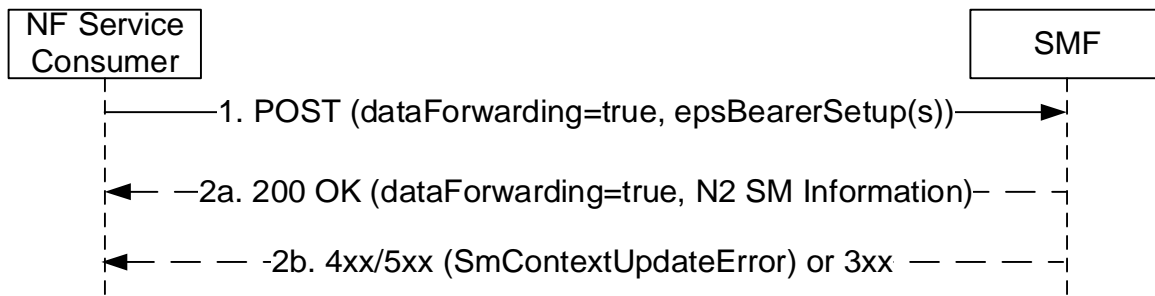 NF Service
Consumer
SMF
1. POST (dataForwarding=true, epsBearerSetup(s))
2a. 200 OK (dataForwarding=true, N2 SM Information)
2b. 4xx/5xx (SmContextUpdateError) or 3xx